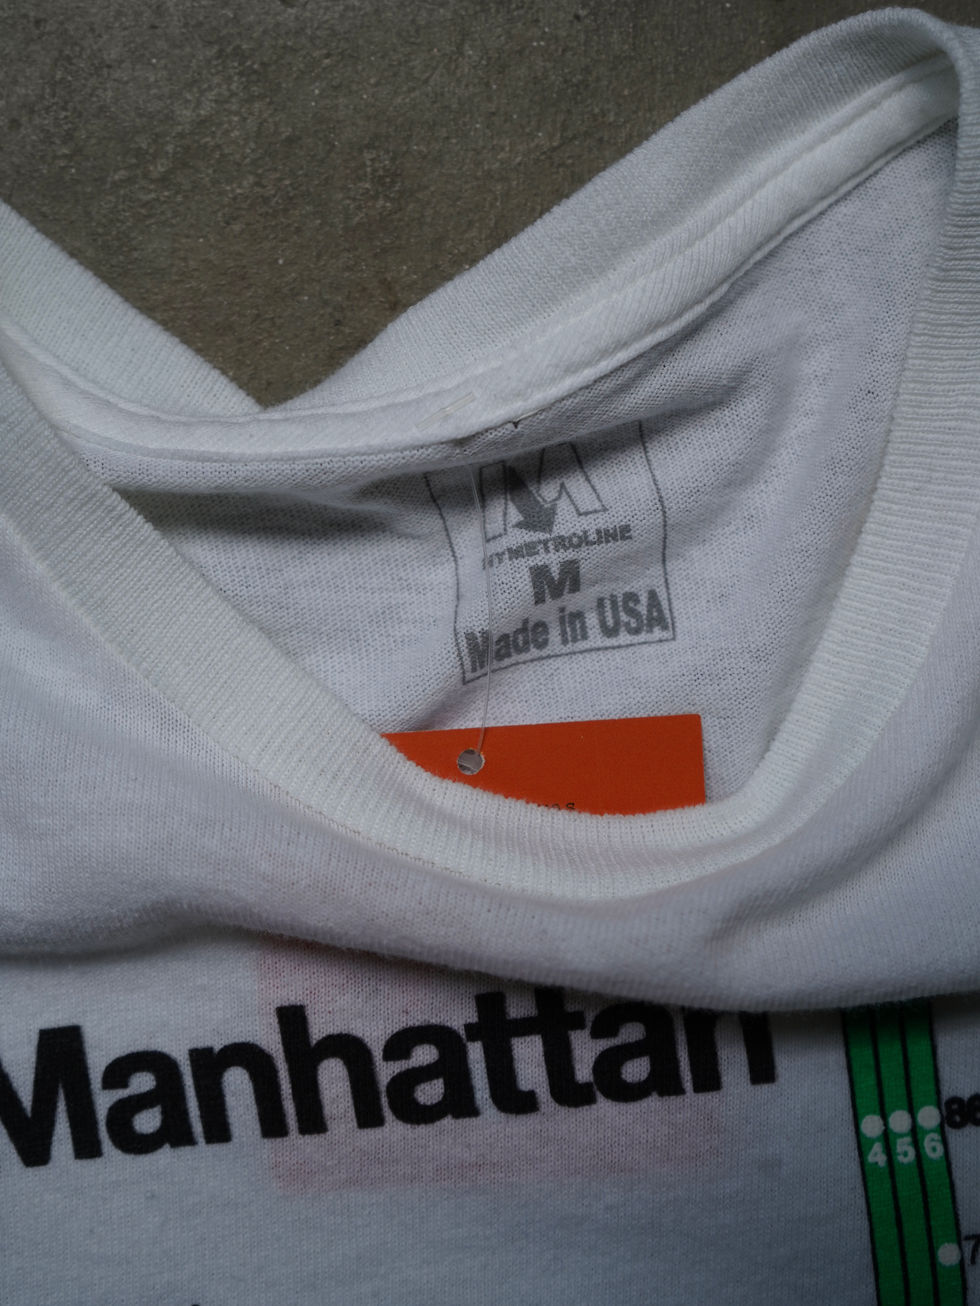 M
NYMETROLINE
M
Made in USA
Manhattan
4 5 6